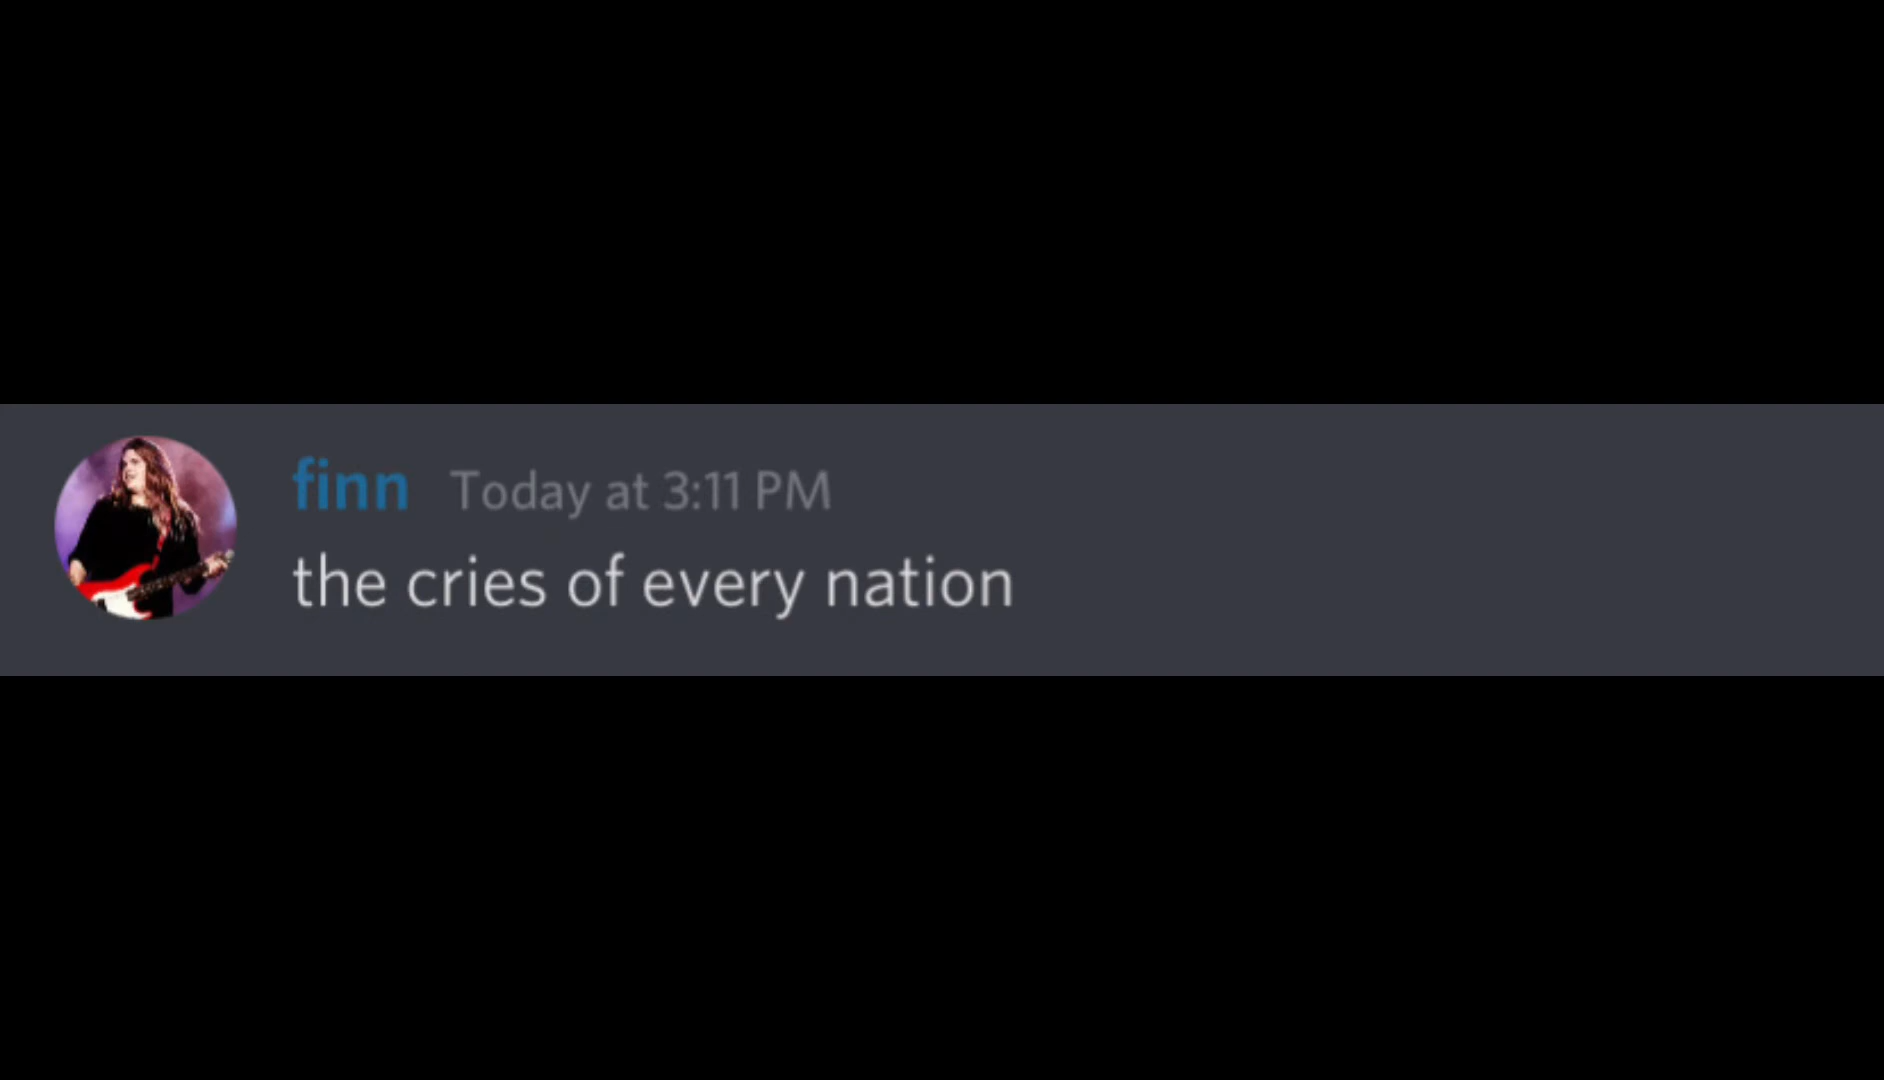 finn Today at 3:11 PM
the cries of every nation